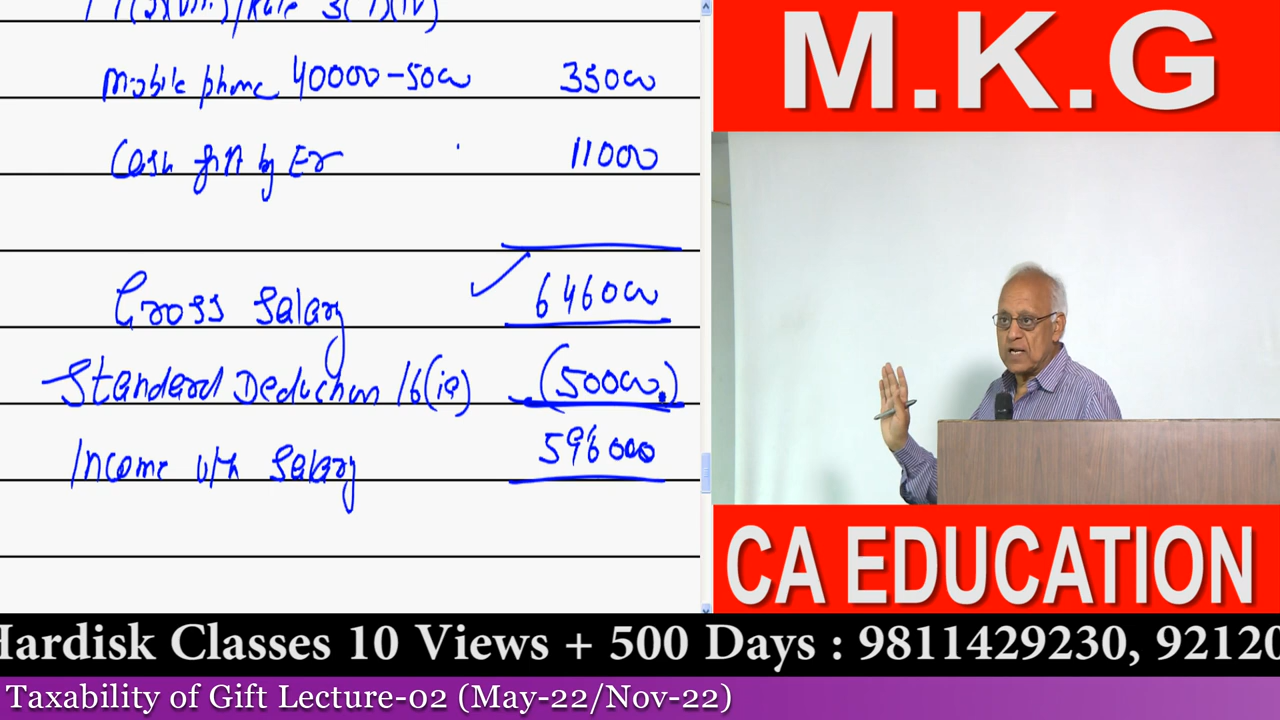 Mobile phone 40000-5000 35000
Cash gift by Er 11000
Gross Salary 646000
Standard Deduction 16(ia) (50000)
Income u/h Salary 596000
M.K.G
CA EDUCATION
Hardisk Classes 10 Views + 500 Days : 9811429230, 92120
Taxability of Gift Lecture-02 (May-22/Nov-22)